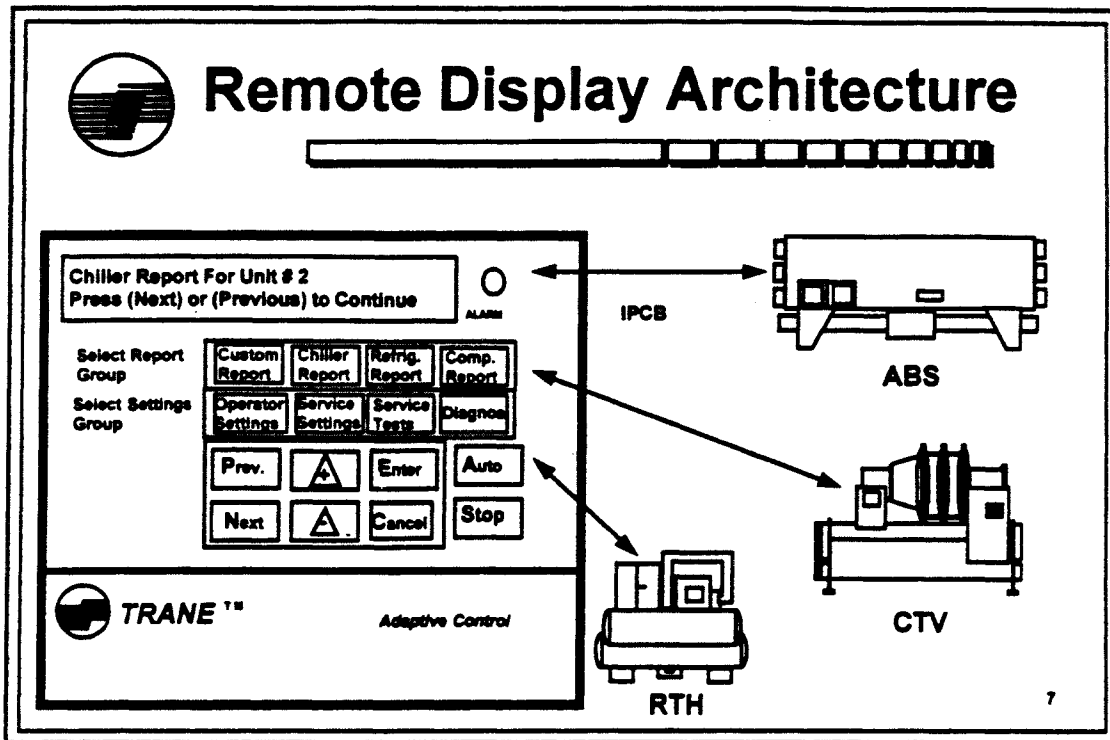 Remote Display Architecture
Chiller Report For Unit # 2
Press (Next) or (Previous) to Continue
ALARM
IPCB
ABS
Select Report
Group
Custom
Report
Chiller
Report
Refrig.
Report
Comp.
Report
Select Settings
Group
Operator
Settings
Service
Settings
Service
Tests
Diagnos
Prev.
+
Enter
Auto
Next
-
Cancel
Stop
CTV
TRANE™
Adaptive Control
RTH
7